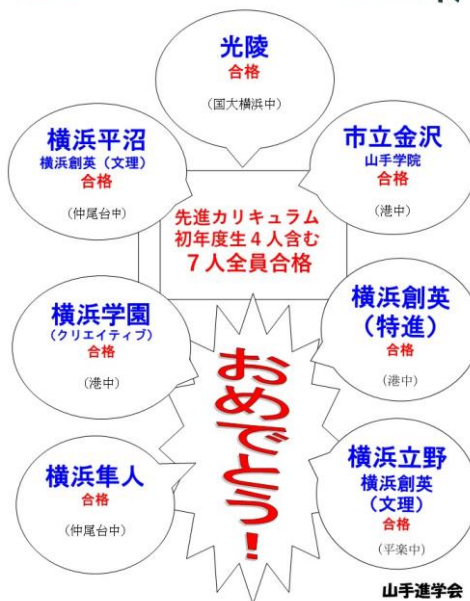 光陵
合格
(国大横浜中)
横浜平沼
横浜創英(文理)
合格
(仲尾台中)
市立金沢
山手学院
合格
(港中)
先進カリキュラム
初年度生4人含む
7人全員合格
横浜学園
(クリエイティブ)
合格
(港中)
横浜創英
(特進)
合格
(港中)
おめでとう!
横浜隼人
合格
(仲尾台中)
横浜立野
横浜創英
(文理)
合格
(平楽中)
山手進学会